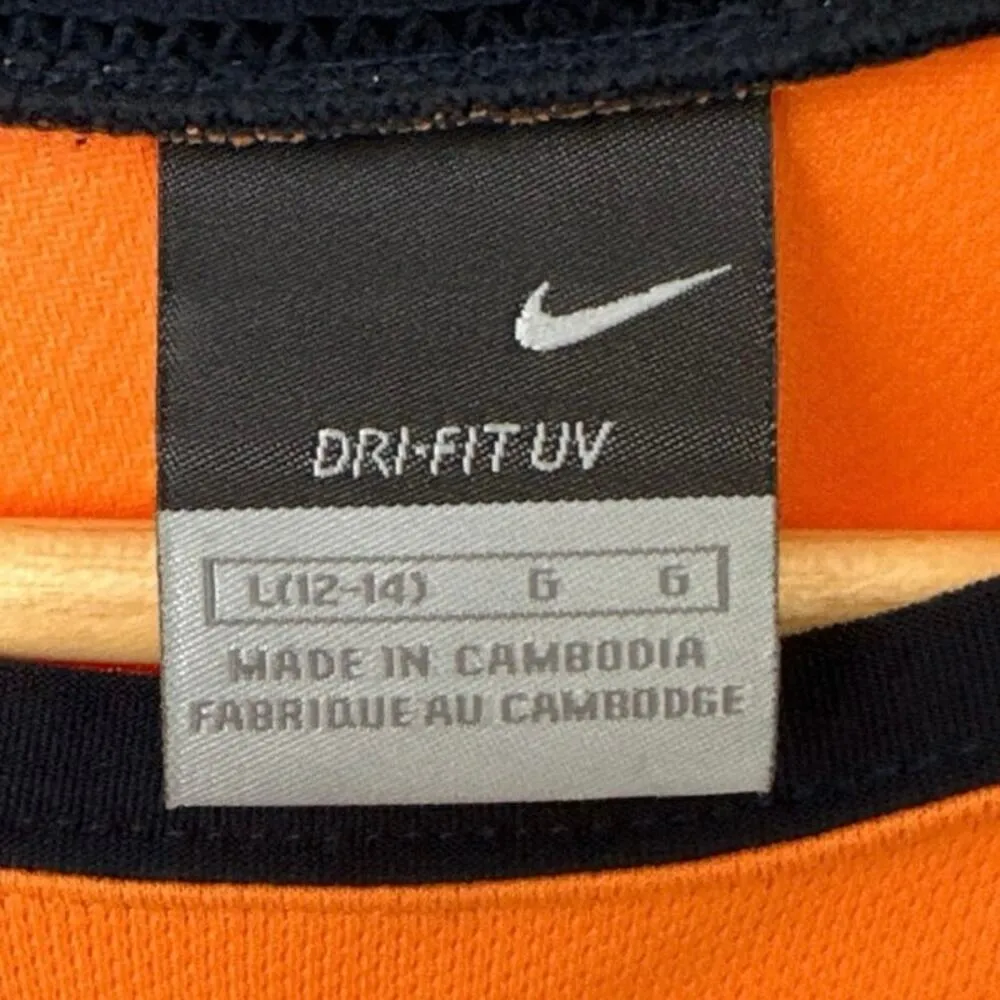 DRI-FIT UV
L(12-14) G G
MADE IN CAMBODIA
FABRIQUE AU CAMBODGE